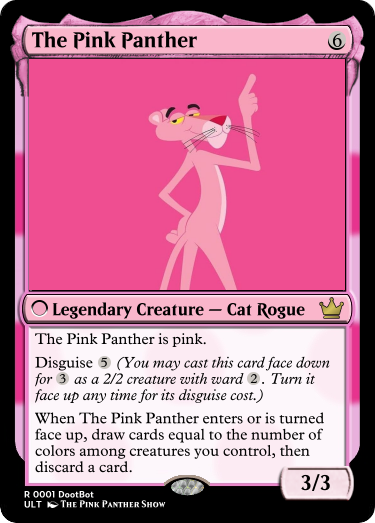 The Pink Panther 6
Legendary Creature — Cat Rogue
The Pink Panther is pink.
Disguise 5 (You may cast this card face down
for 3 as a 2/2 creature with ward 2. Turn it
face up any time for its disguise cost.)
When The Pink Panther enters or is turned
face up, draw cards equal to the number of
colors among creatures you control, then
discard a card.
3/3
R 0001 DootBot
ULT The Pink Panther Show